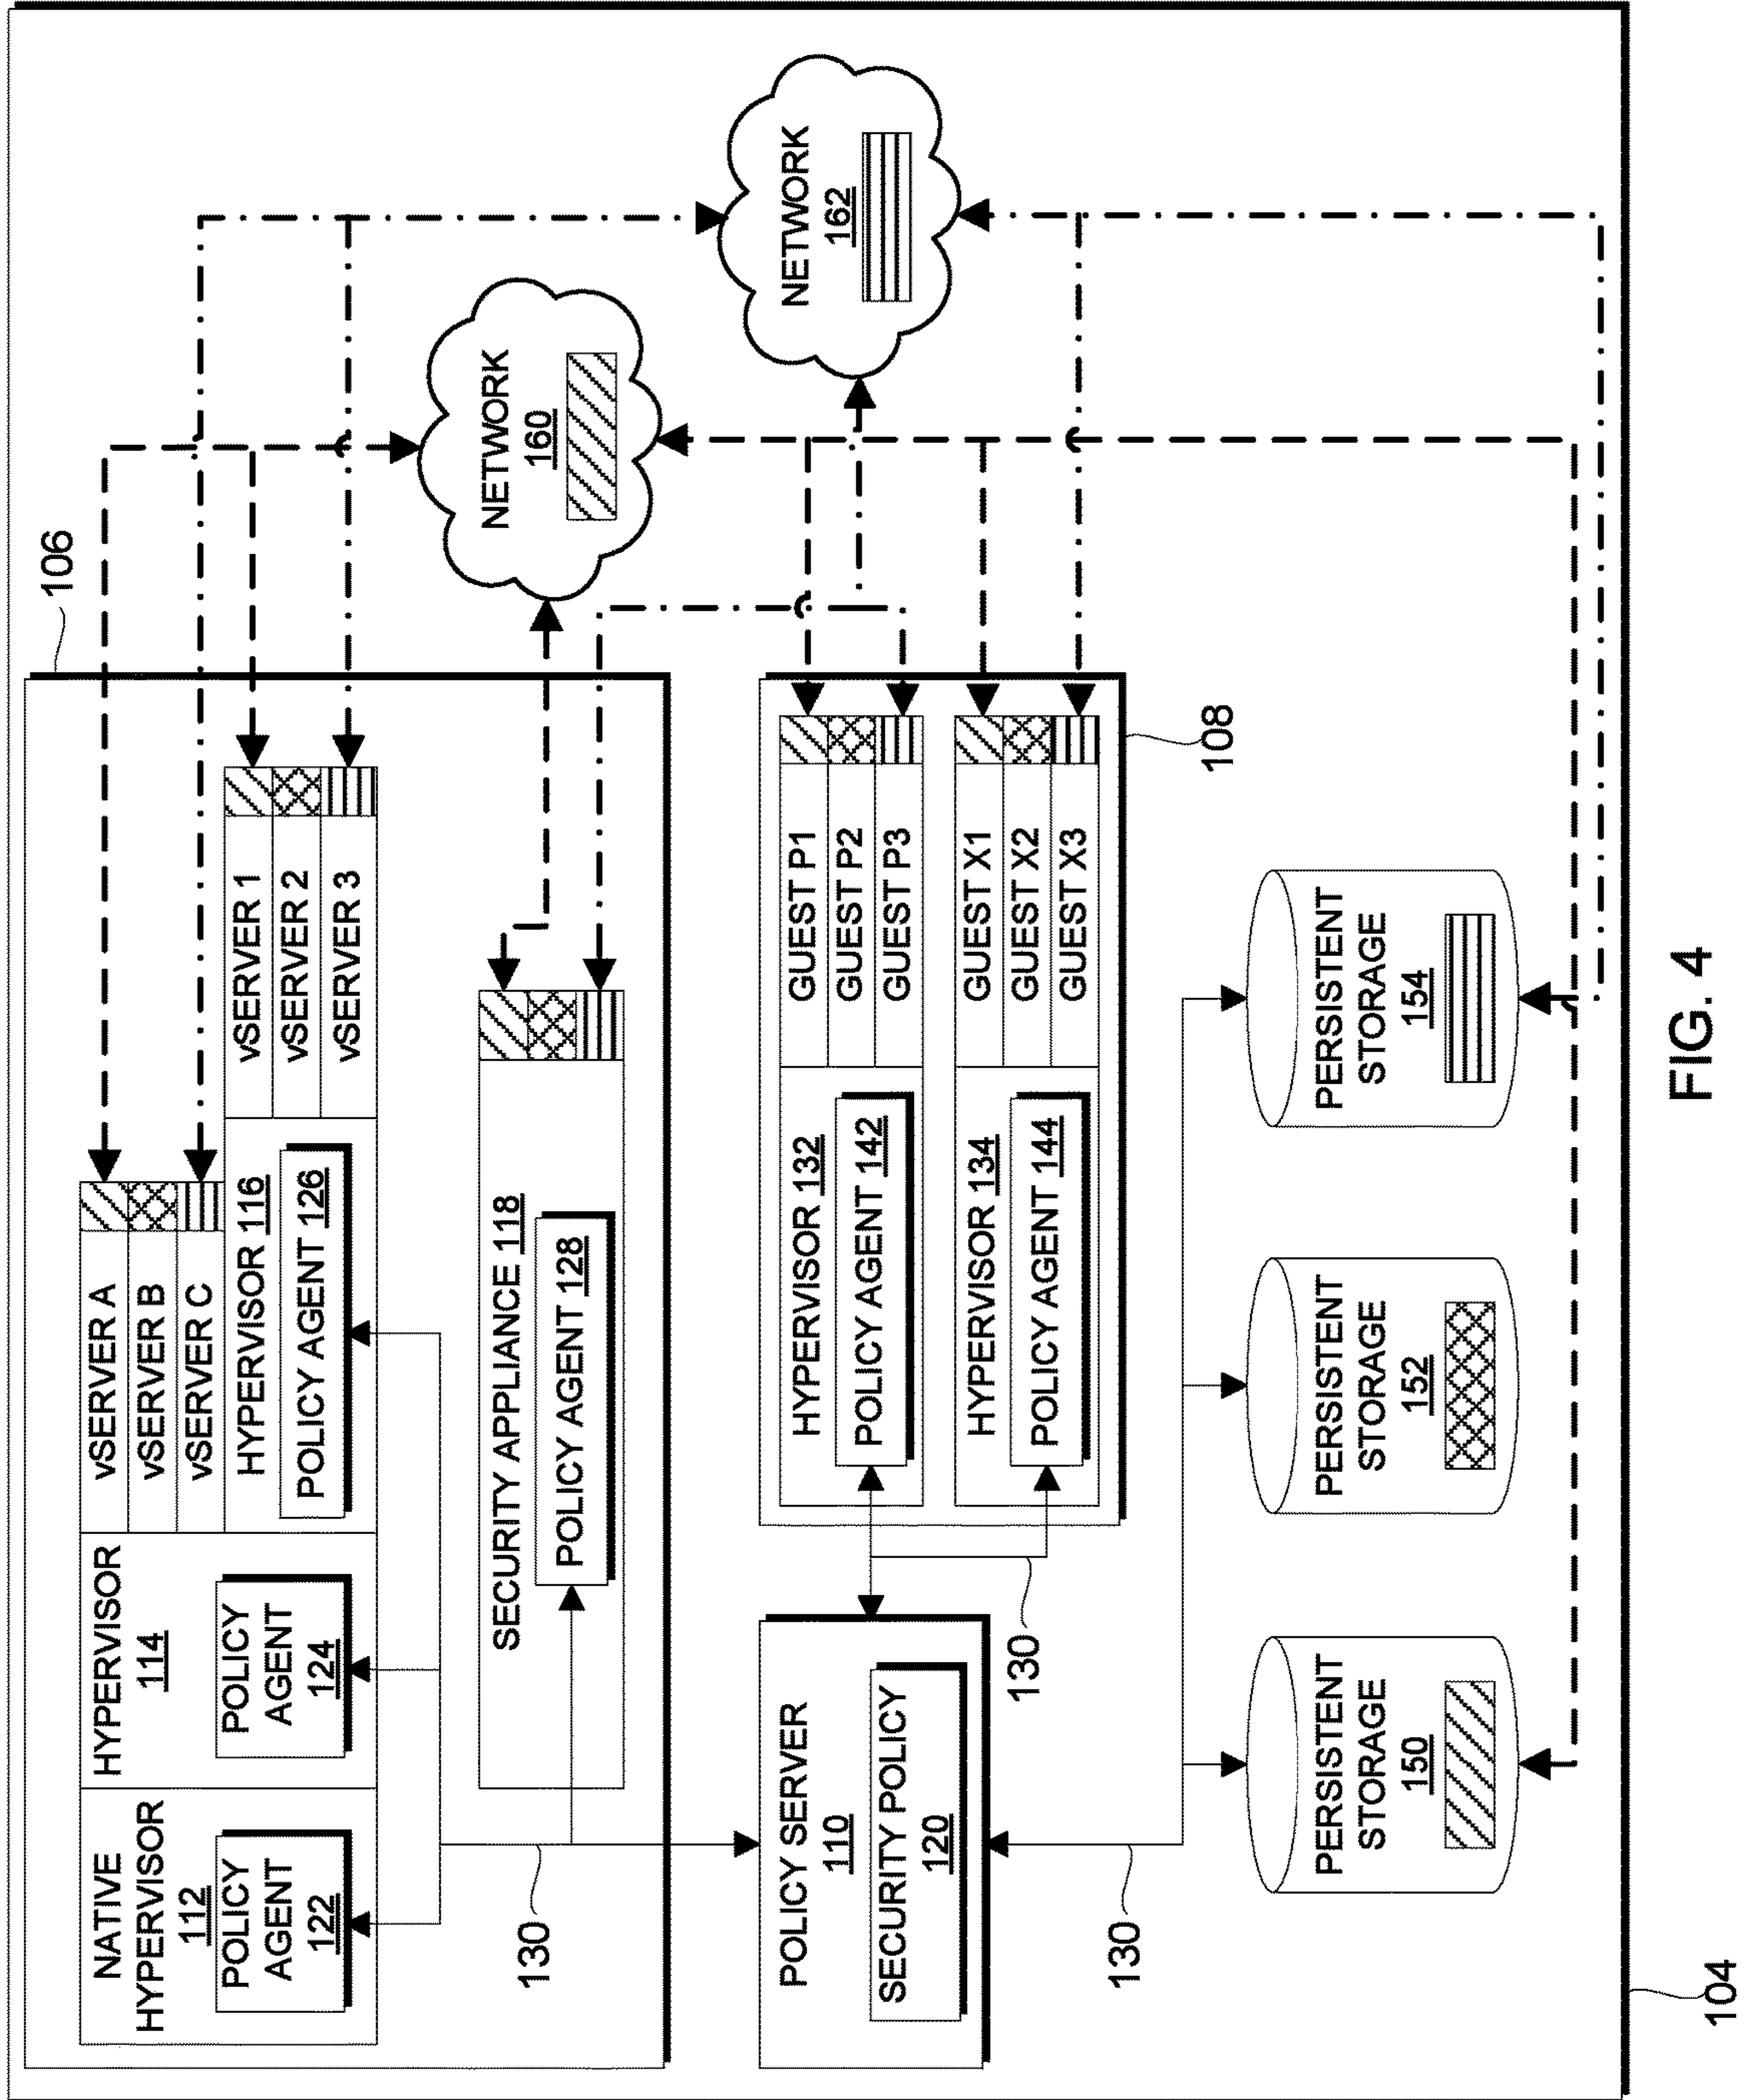 106
NATIVE
HYPERVISOR
112
POLICY
AGENT
122
HYPERVISOR
114
POLICY
AGENT
124
vSERVER A
vSERVER B
vSERVER C
HYPERVISOR 116
POLICY AGENT 126
vSERVER 1
vSERVER 2
vSERVER 3
130
SECURITY APPLIANCE 118
POLICY AGENT 128
NETWORK
160
NETWORK
162
POLICY SERVER
110
SECURITY POLICY
120
130
HYPERVISOR 132
POLICY AGENT 142
GUEST P1
GUEST P2
GUEST P3
HYPERVISOR 134
POLICY AGENT 144
GUEST X1
GUEST X2
GUEST X3
108
130
PERSISTENT
STORAGE
150
PERSISTENT
STORAGE
152
PERSISTENT
STORAGE
154
104
FIG. 4